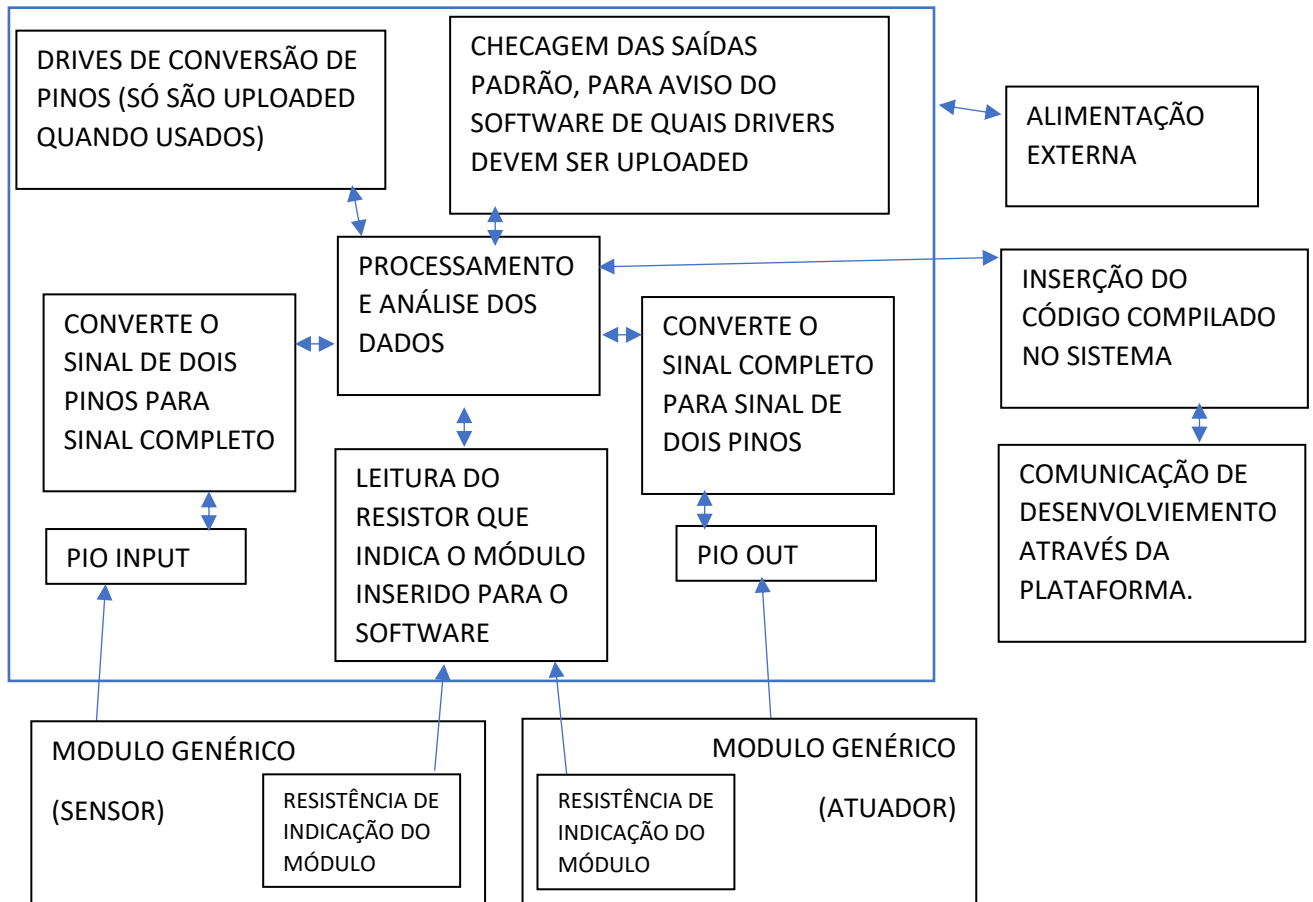 DRIVES DE CONVERSÃO DE
PINOS (SÓ SÃO UPLOADED
QUANDO USADOS)
CHECAGEM DAS SAÍDAS
PADRÃO, PARA AVISO DO
SOFTWARE DE QUAIS DRIVERS
DEVEM SER UPLOADED
ALIMENTAÇÃO
EXTERNA
PROCESSAMENTO
E ANÁLISE DOS
DADOS
INSERÇÃO DO
CÓDIGO COMPILADO
NO SISTEMA
CONVERTE O
SINAL DE DOIS
PINOS PARA
SINAL COMPLETO
CONVERTE O
SINAL COMPLETO
PARA SINAL DE
DOIS PINOS
LEITURA DO
RESISTOR QUE
INDICA O MÓDULO
INSERIDO PARA O
SOFTWARE
COMUNICAÇÃO DE
DESENVOLVIEMENTO
ATRAVÉS DA
PLATAFORMA.
PIO INPUT
PIO OUT
MODULO GENÉRICO
(SENSOR)
RESISTÊNCIA DE
INDICAÇÃO DO
MÓDULO
MODULO GENÉRICO
(ATUADOR)
RESISTÊNCIA DE
INDICAÇÃO DO
MÓDULO